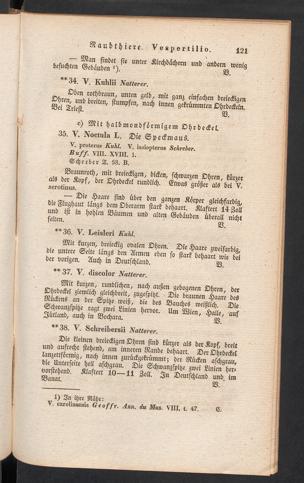 Raubthiere. Vespertilio. 121
— Man findet sie unter Kirchdächern und andern wenig
besuchten Gebäuden ¹). B.
**34. V. Kuhlii Natterer.
Oben rothbraun, unten gelb, mit ganz einfachen dreieckigen
Ohren, und breiten, stumpfen, nach innen gekrümmten Ohrdeckeln.
Bei Triest. B.
c) Mit halbmondförmigem Ohrdeckel.
35. V. Noctula L. Die Speckmaus.
V. proterus Kuhl. V. lasiopterus Schreber.
Buff. VIII. XVIII, 1.
Schreber T. 58. B.
Braunroth, mit dreieckigen, dicken, schwarzen Ohren, kürzer
als der Kopf, der Ohrdeckel rundlich. Etwas größer als bei V.
serotinus.
— Die Haare sind über den ganzen Körper gleichfarbig,
die Flughaut längs dem Oberarm stark behaart. Klaftert 14 Zoll
und ist in hohlen Bäumen und alten Gebäuden überall nicht
selten. B.
**36. V. Leisleri Kuhl.
Mit kurzen, dreieckig ovalen Ohren. Die Haare zweifarbig,
die untere Seite längs den Armen eben so stark behaart wie bei
der vorigen. Auch in Deutschland. B.
**37. V. discolor Natterer.
Mit kurzen, rundlichen, nach außen gebogenen Ohren, der
Ohrdeckel ziemlich gleichbreit, zugespitzt. Die braunen Haare des
Rückens an der Spitze weiß, die des Bauches weißlich. Die
Schwanzspitze ragt zwei Linien hervor. Um Wien, Halle, auf
Jütland, auch in Bochara. B.
**38. V. Schreibersii Natterer.
Die kleinen dreieckigen Ohren sind kürzer als der Kopf, breit
und aufrecht stehend, am inneren Rande behaart. Der Ohrdeckel
lanzettförmig, nach innen zurückgekrümmt; der Rücken aschgrau,
die Unterseite hell aschgrau. Die Schwanzspitze zwei Linien her-
vorstehend. Klaftert 10—11 Zoll. In Deutschland und im
Banat. B.
1) In ihre Nähe:
V. carolinensis Geoffr. Ann. du Mus. VIII, t. 47. C.